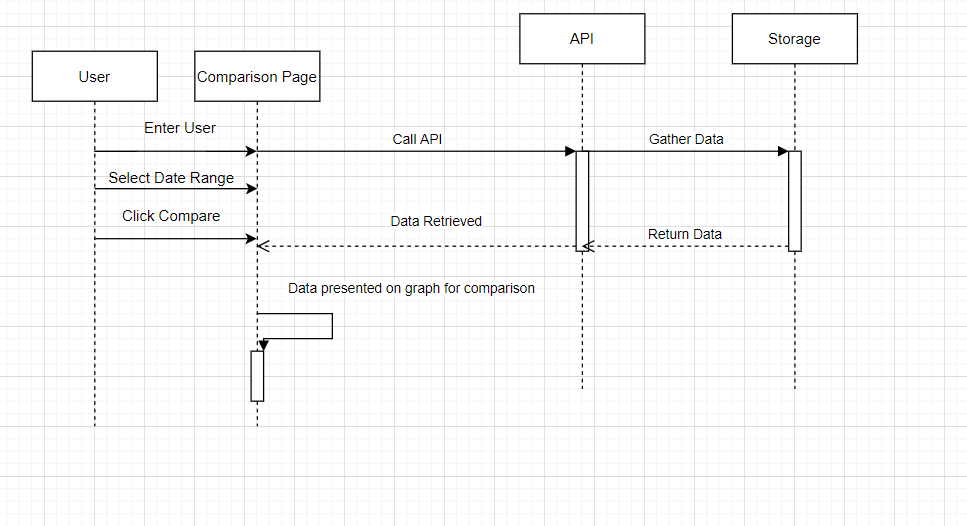 API
Storage
User
Comparison Page
Enter User
Call API
Gather Data
Select Date Range
Click Compare
Data Retrieved
Return Data
Data presented on graph for comparison